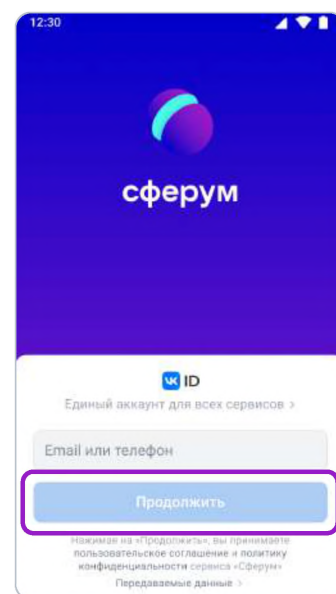 12:30
сферум
VK ID
Единый аккаунт для всех сервисов >
Email или телефон
Продолжить
Нажимая на «Продолжить», вы принимаете
пользовательское соглашение и политику
конфиденциальности сервиса «Сферум»
Передаваемые данные >